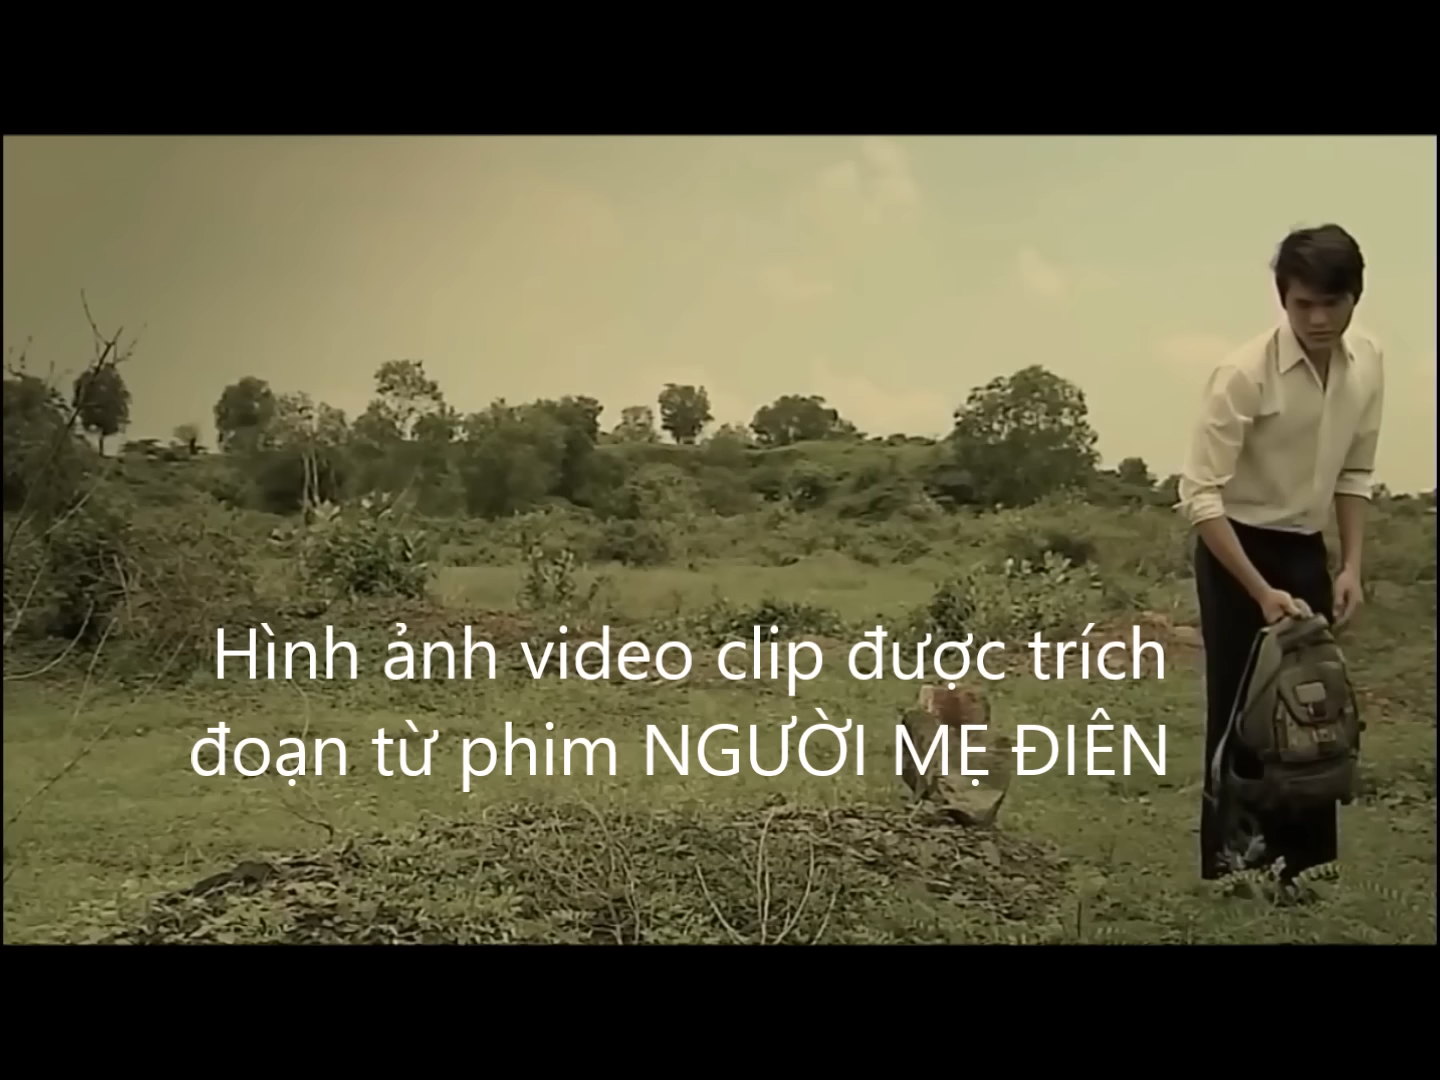 Hình ảnh video clip được trích
đoạn từ phim NGƯỜI MẸ ĐIÊN